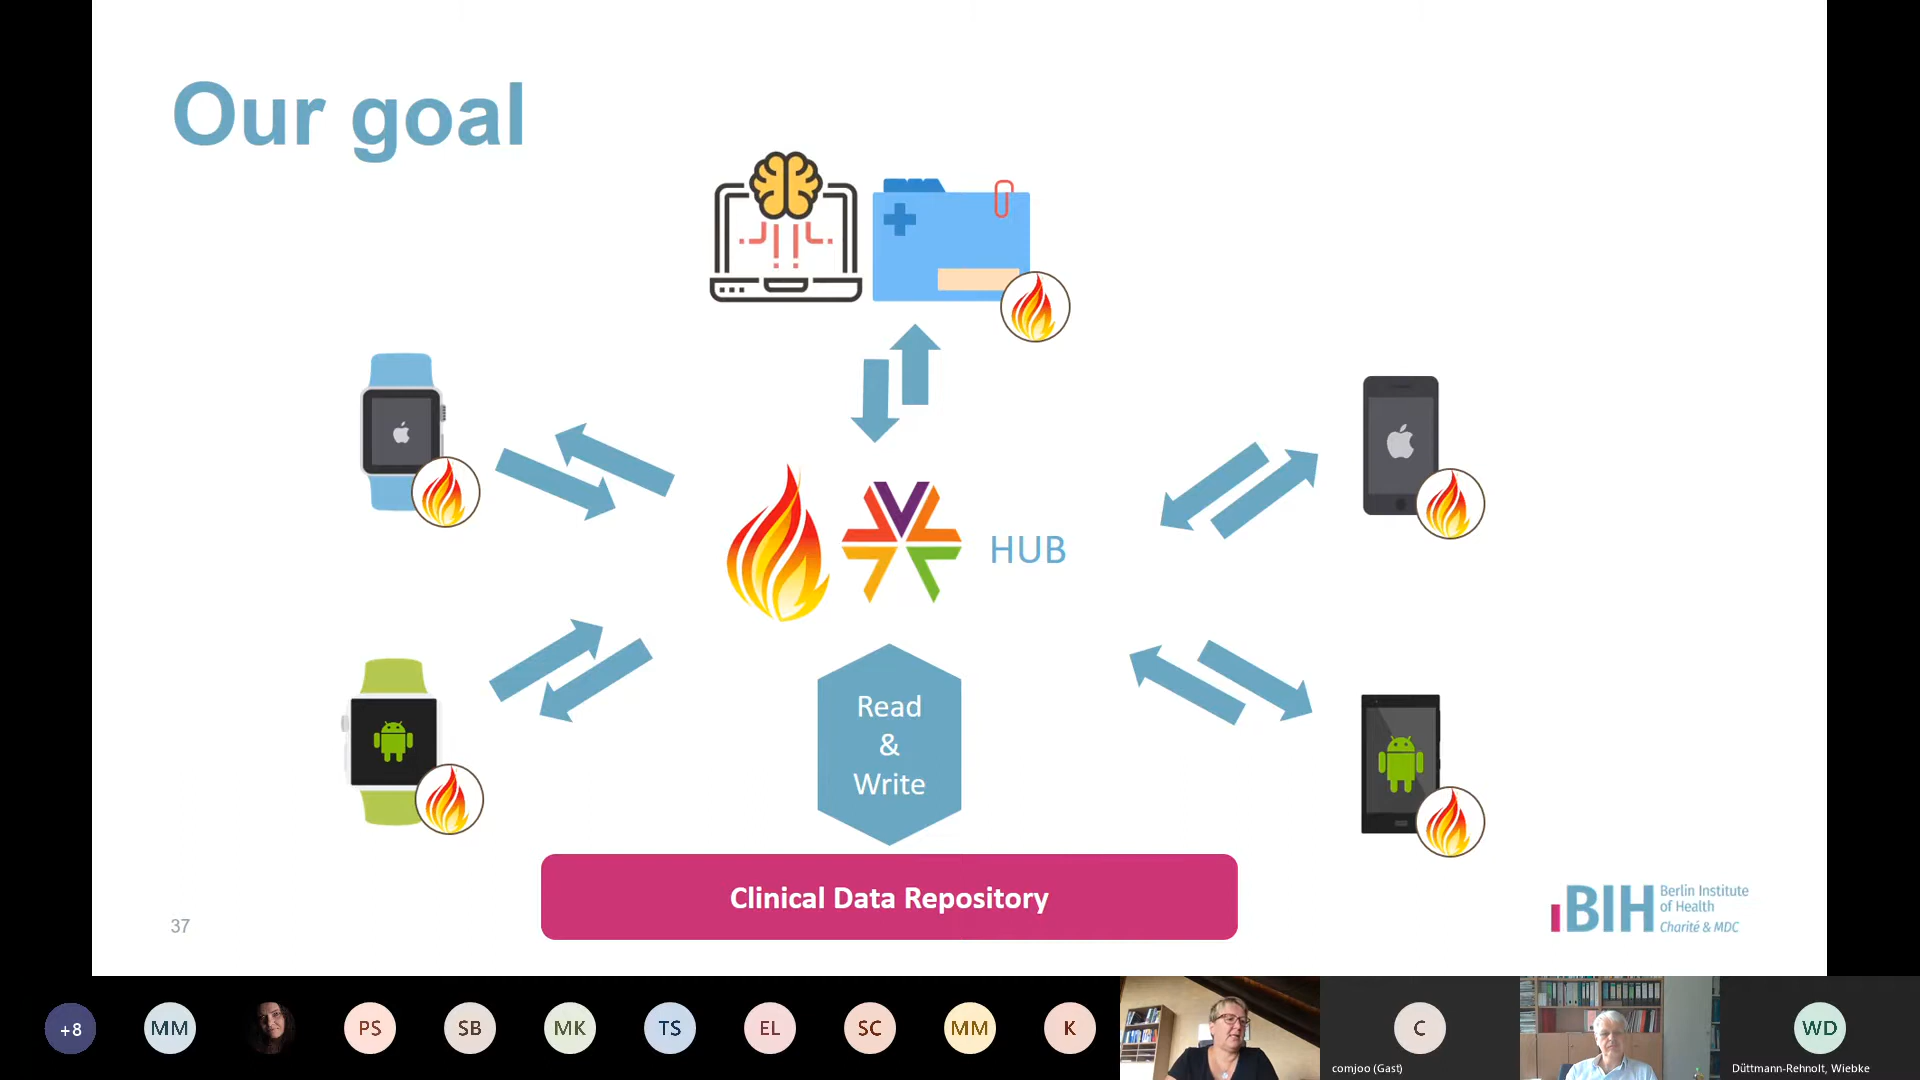 Our goal
HUB
Read
&
Write
Clinical Data Repository
37
BIH
Berlin Institute
of Health
Charité & MDC
+8
MM
PS
SB
MK
TS
EL
SC
MM
K
C
comjoo (Gast)
WD
Düttmann-Rehnolt, Wiebke